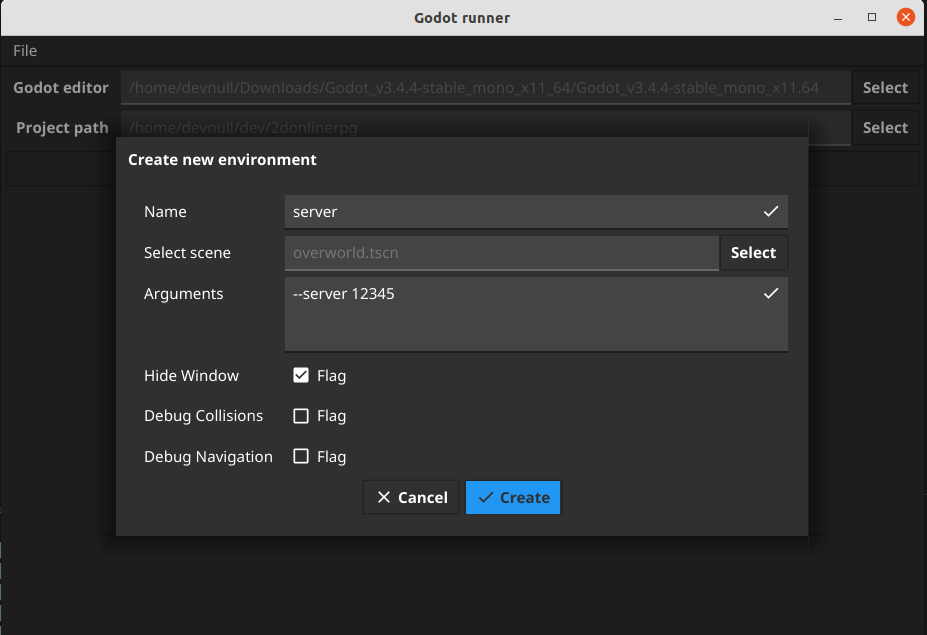 Godot runner
File
Godot editor /home/devnull/Downloads/Godot_v3.4.4-stable_mono_x11_64/Godot_v3.4.4-stable_mono_x11.64 Select
Project path /home/devnull/dev/2donlinerpg Select
Create new environment
Name server
Select scene overworld.tscn Select
Arguments --server 12345
Hide Window Flag
Debug Collisions Flag
Debug Navigation Flag
Cancel Create